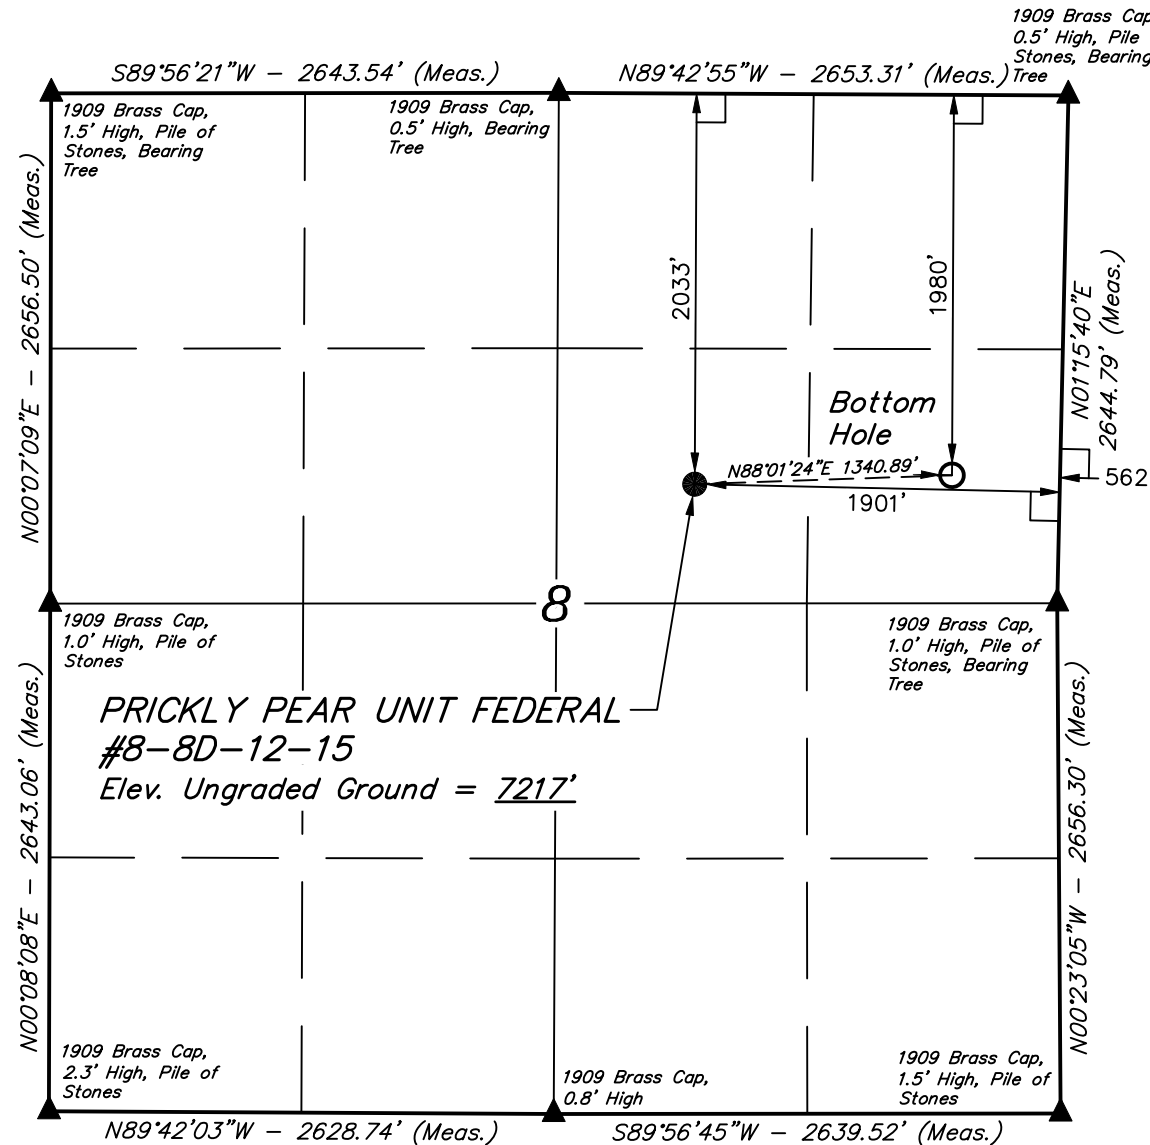 1909 Brass Cap
0.5' High, Pile
Stones, Bearing
Tree
S89°56'21"W - 2643.54' (Meas.)
N89°42'55"W - 2653.31' (Meas.)
1909 Brass Cap,
1.5' High, Pile of
Stones, Bearing
Tree
1909 Brass Cap,
0.5' High, Bearing
Tree
N00°07'09"E - 2656.50' (Meas.)
2033'
1980'
N01°15'40"E
2644.79' (Meas.)
Bottom
Hole
N88°01'24"E 1340.89'
562
1901'
8
1909 Brass Cap,
1.0' High, Pile of
Stones
1909 Brass Cap,
1.0' High, Pile of
Stones, Bearing
Tree
PRICKLY PEAR UNIT FEDERAL
#8-8D-12-15
Elev. Ungraded Ground = 7217'
N00°08'08"E - 2643.06' (Meas.)
N00°23'05"W - 2656.30' (Meas.)
1909 Brass Cap,
2.3' High, Pile of
Stones
1909 Brass Cap,
0.8' High
1909 Brass Cap,
1.5' High, Pile of
Stones
N89°42'03"W - 2628.74' (Meas.)
S89°56'45"W - 2639.52' (Meas.)